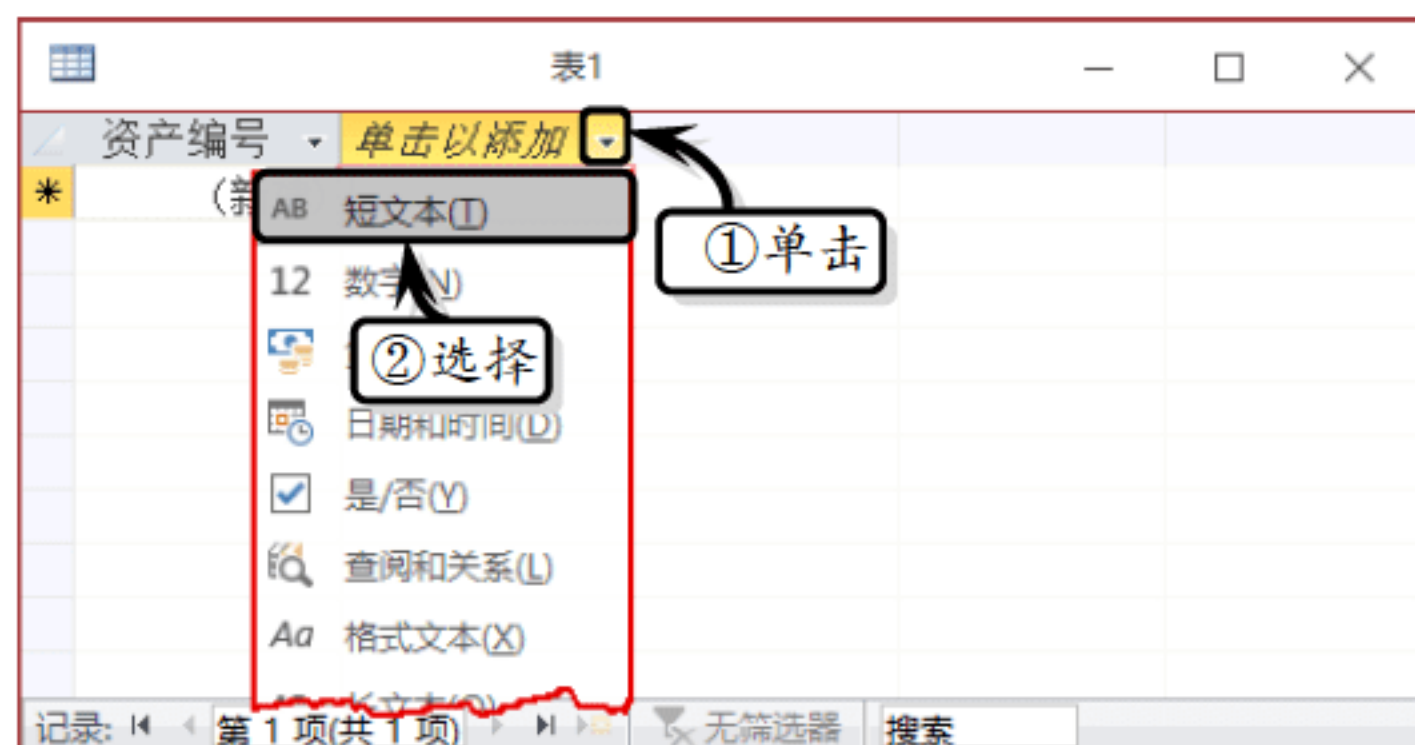 表1
资产编号 单击以添加
(新
AB 短文本(T)
①单击
12 数字(N)
②选择
日期和时间(D)
是/否(Y)
查阅和关系(L)
Aa 格式文本(X)
记录: 第 1 项(共 1 项) 无筛选器 搜索